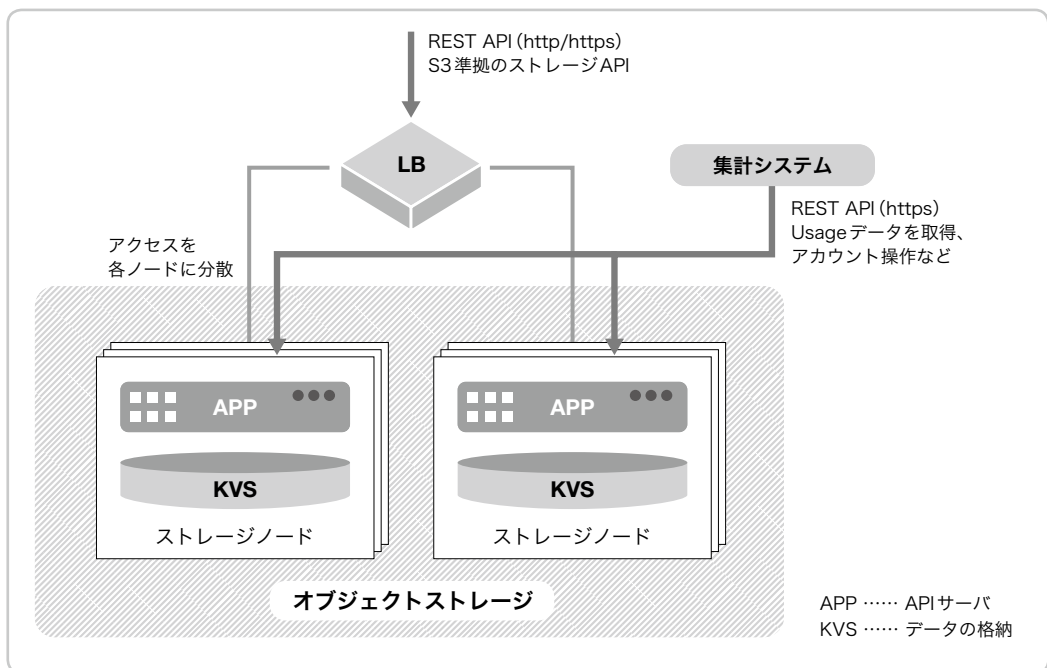 REST API(http/https)
S3準拠のストレージAPI
LB
集計システム
REST API(https)
Usageデータを取得、
アカウント操作など
アクセスを
各ノードに分散
APP
APP
KVS
KVS
ストレージノード
ストレージノード
オブジェクトストレージ
APP …… APIサーバ
KVS …… データの格納